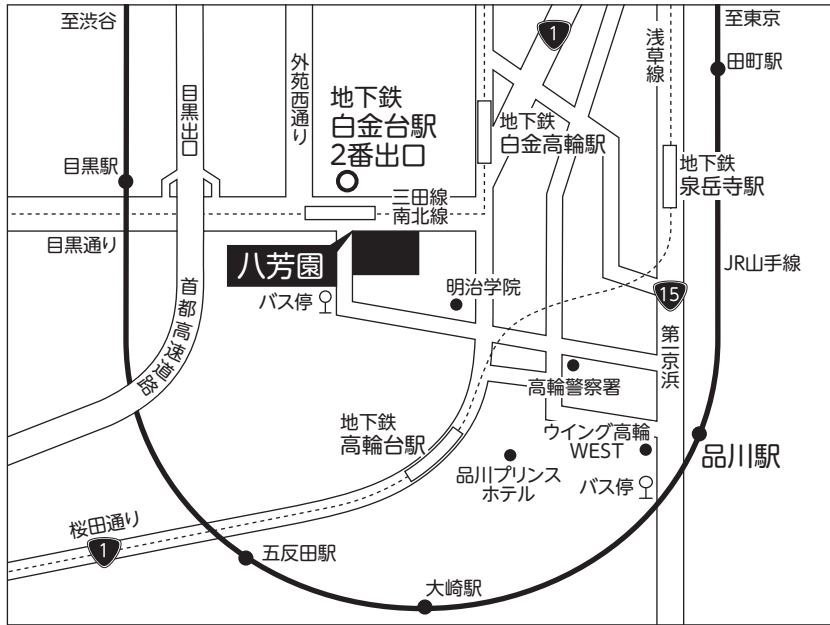 至渋谷
外苑西通り
1
浅草線
至東京
田町駅
目黒出口
地下鉄
白金台駅
2番出口
地下鉄
白金高輪駅
目黒駅
地下鉄
泉岳寺駅
三田線
南北線
目黒通り
八芳園
JR山手線
首都高速道路
バス停
明治学院
15
第一京浜
高輪警察署
地下鉄
高輪台駅
ウイング高輪
WEST
品川駅
品川プリンス
ホテル
バス停
桜田通り
1
五反田駅
大崎駅